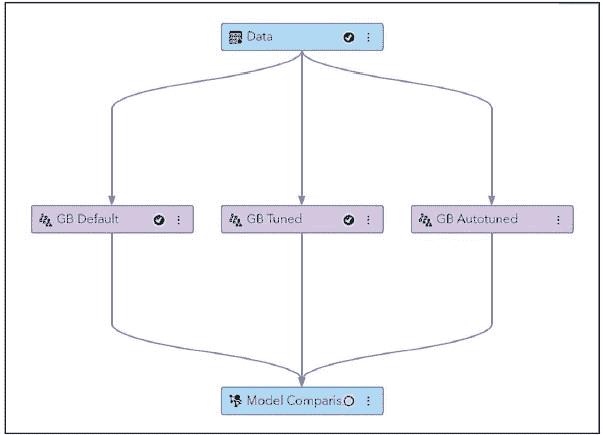 Data
GB Default
GB Tuned
GB Autotuned
Model Comparis